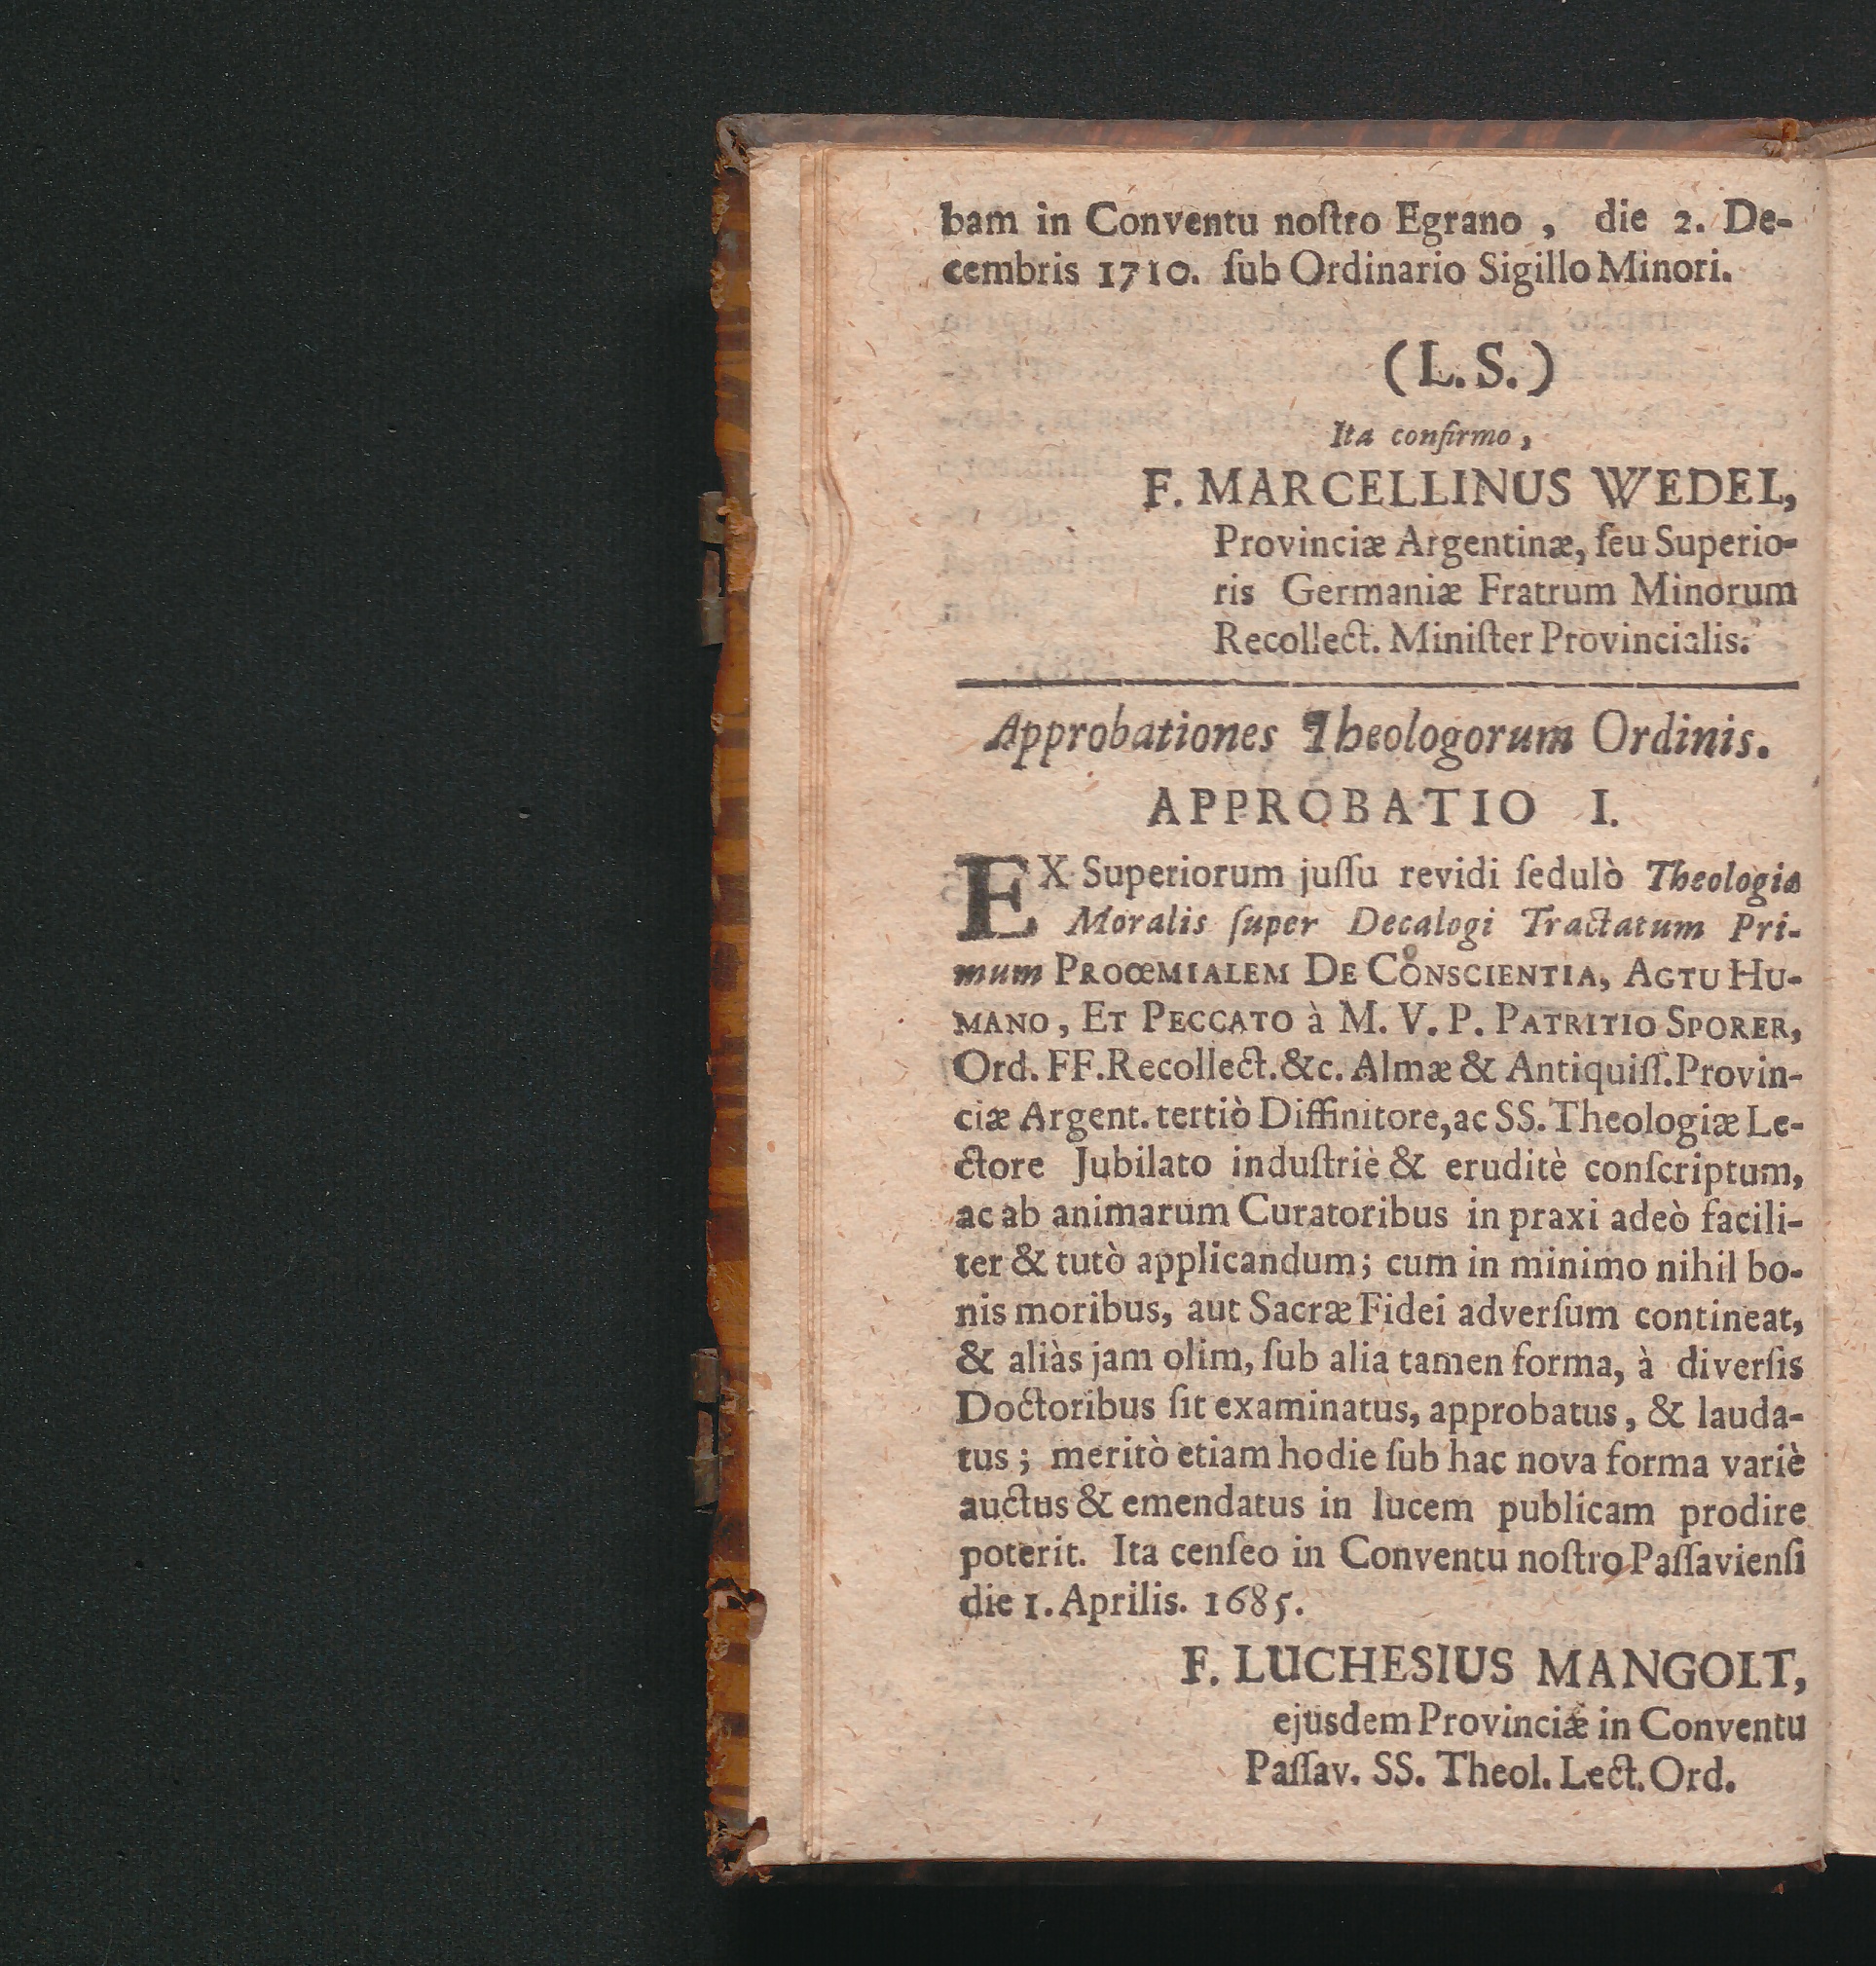 bam in Conventu noſtro Egrano , die 2. De-
cembris 1710. ſub Ordinario Sigillo Minori.
(L.S.)
Ita confirmo,
F. MARCELLINUS WEDEL,
Provinciæ Argentinæ, ſeu Superio-
ris Germaniæ Fratrum Minorum
Recollect. Miniſter Provincialis.
Approbationes Theologorum Ordinis.
APPROBATIO I.
EX Superiorum juſſu revidi ſedulò Theologiæ
Moralis ſuper Decalogi Tractatum Pri-
mum PROŒMIALEM DE CONSCIENTIA, AGTU HU-
MANO, ET PECCATO à M. V. P. PATRITIO SPORER,
Ord. FF. Recollect. &c. Almæ & Antiquiſſ. Provin-
ciæ Argent. tertiò Diffinitore, ac SS. Theologiæ Le-
ctore Jubilato induſtriè & eruditè conſcriptum,
ac ab animarum Curatoribus in praxi adeò facili-
ter & tutò applicandum; cum in minimo nihil bo-
nis moribus, aut Sacræ Fidei adverſum contineat,
& aliàs jam olim, ſub alia tamen forma, à diverſis
Doctoribus ſit examinatus, approbatus, & lauda-
tus; meritò etiam hodie ſub hac nova forma variè
auctus & emendatus in lucem publicam prodire
poterit. Ita cenſeo in Conventu noſtro Paſſavienſi
die 1. Aprilis. 1685.
F. LUCHESIUS MANGOLT,
ejusdem Provinciæ in Conventu
Paſſav. SS. Theol. Lect. Ord.